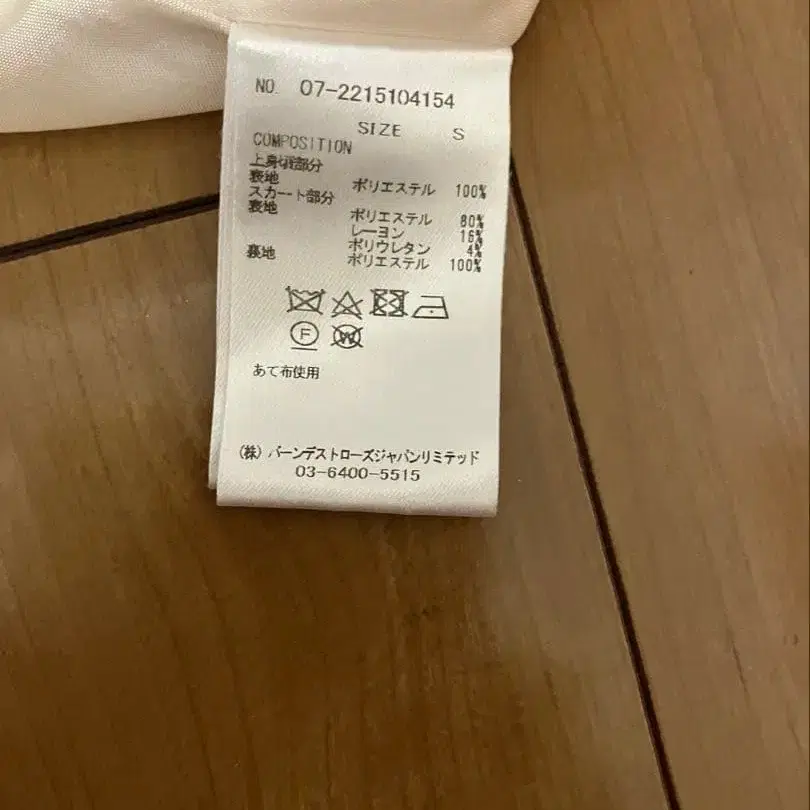 NO. 07-2215104154
SIZE S
COMPOSITION
上身頃部分
表地 ポリエステル 100%
スカート部分
表地 ポリエステル 80%
レーヨン 16%
ポリウレタン 4%
裏地 ポリエステル 100%
F W
あて布使用
(株) バーンデストローズジャパンリミテッド
03-6400-5515